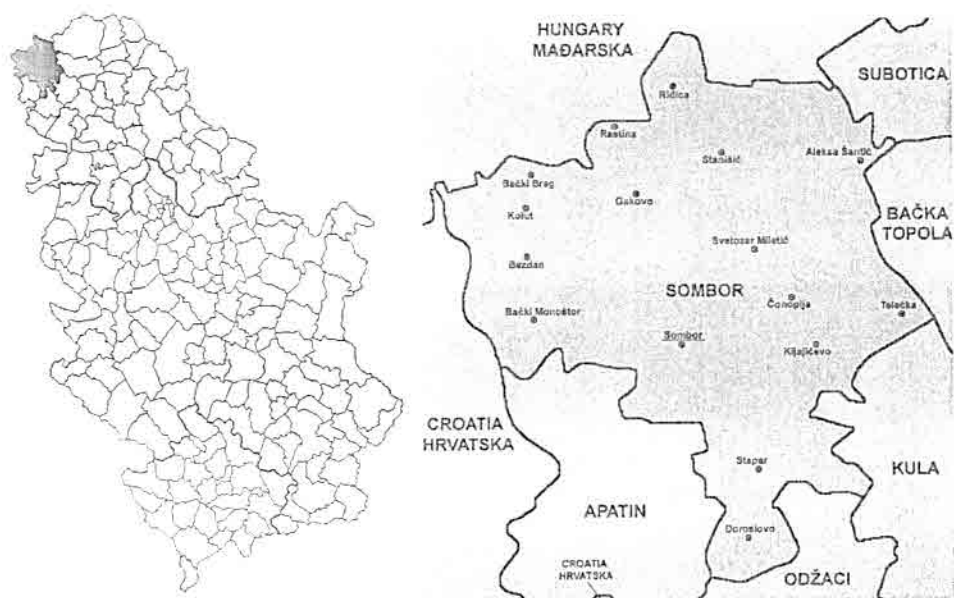 HUNGARY
MAĐARSKA
SUBOTICA
Riđica
Rastina
Stanišić
Aleksa Šantić
Bački Breg
Gakovo
Kolut
BAČKA
TOPOLA
Svetozar Miletić
Bezdan
SOMBOR
Čonoplja
Telečka
Bački Monoštor
Sombor
Kljajićevo
CROATIA
HRVATSKA
Stapar
KULA
APATIN
Doroslovo
CROATIA
HRVATSKA
ODŽACI